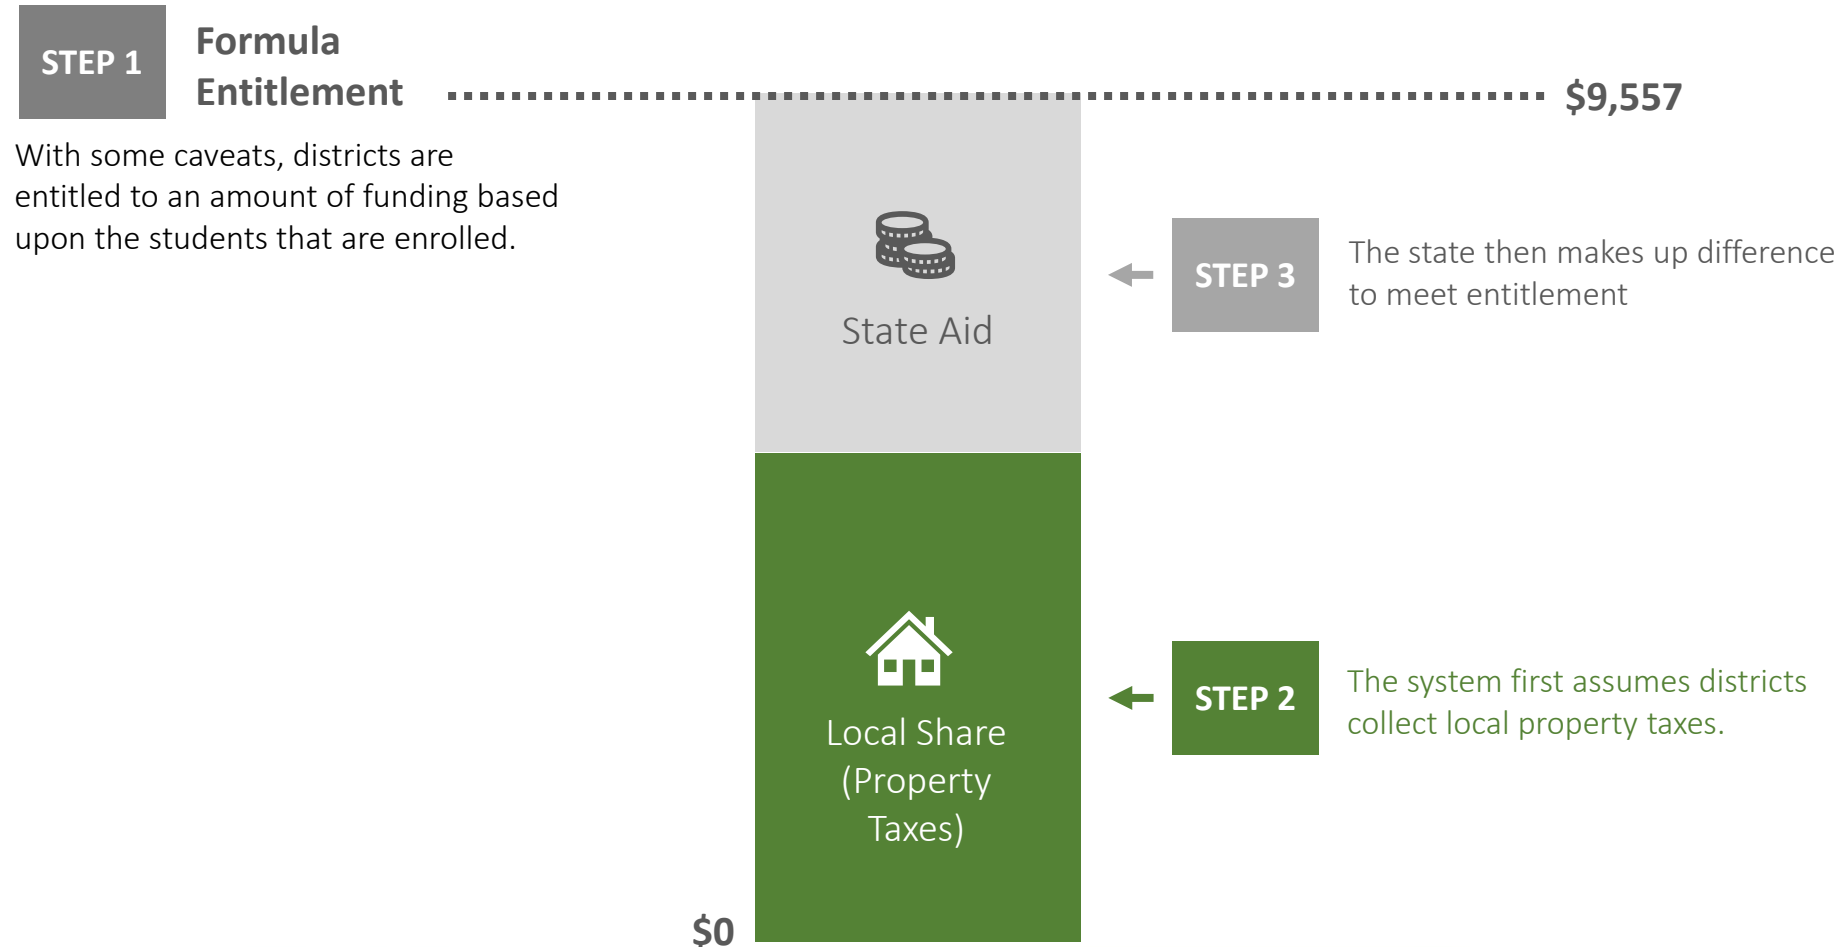 STEP 1
Formula
Entitlement
$9,557
With some caveats, districts are
entitled to an amount of funding based
upon the students that are enrolled.
State Aid
STEP 3
The state then makes up difference
to meet entitlement
Local Share
(Property
Taxes)
STEP 2
The system first assumes districts
collect local property taxes.
$0